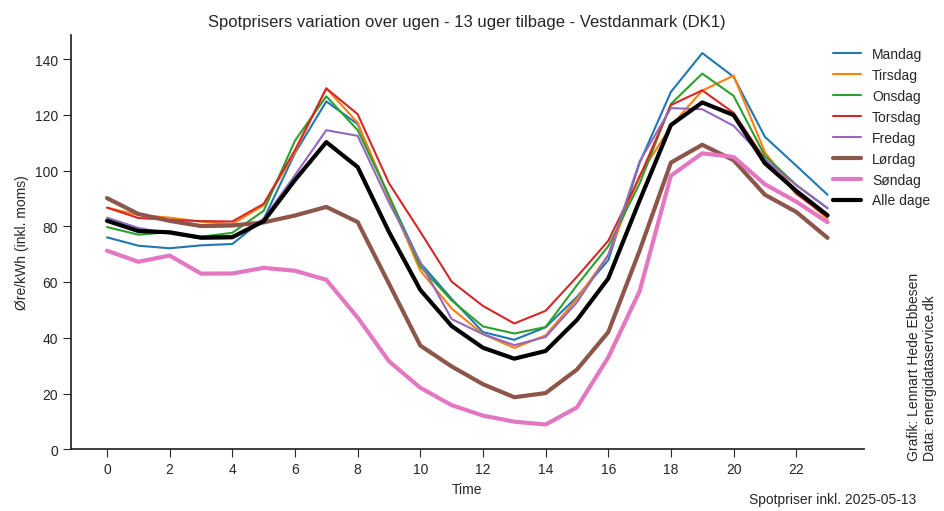 Spotprisers variation over ugen - 13 uger tilbage - Vestdanmark (DK1)
Øre/kWh (inkl. moms)
140
120
100
80
60
40
20
0
0 2 4 6 8 10 12 14 16 18 20 22
Time
Mandag
Tirsdag
Onsdag
Torsdag
Fredag
Lørdag
Søndag
Alle dage
Grafik: Lennart Hede Ebbesen
Data: energidataservice.dk
Spotpriser inkl. 2025-05-13